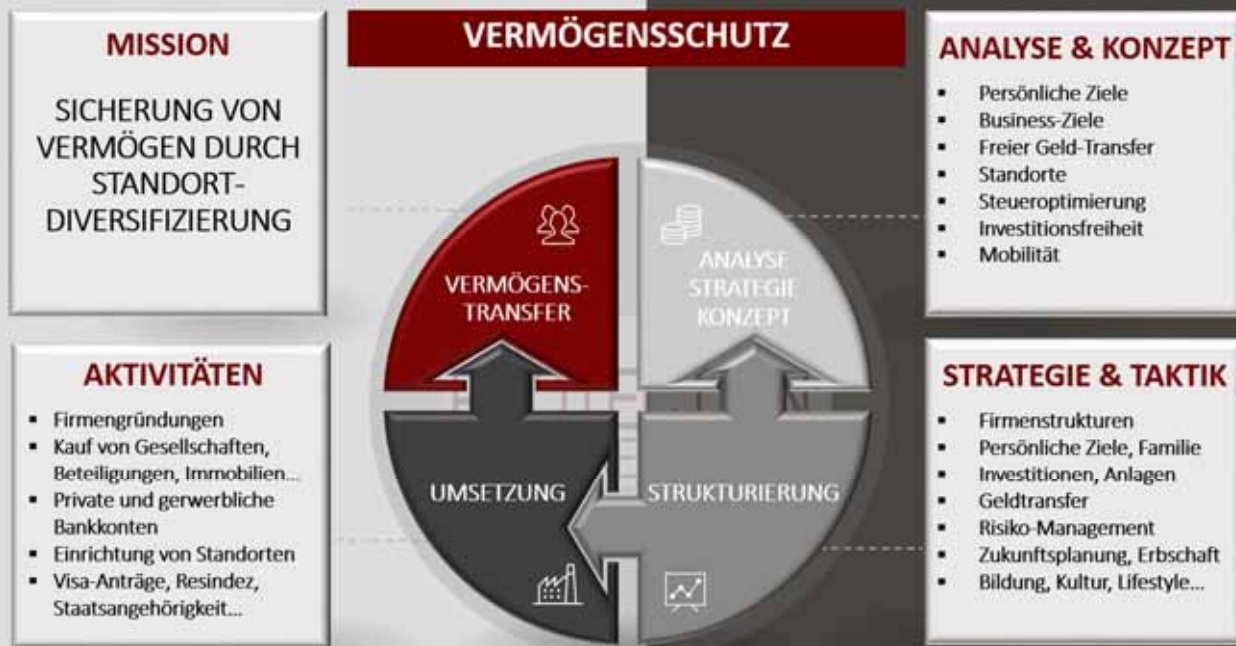 MISSION
SICHERUNG VON
VERMÖGEN DURCH
STANDORT-
DIVERSIFIZIERUNG
VERMÖGENSSCHUTZ
ANALYSE & KONZEPT
▪ Persönliche Ziele
▪ Business-Ziele
▪ Freier Geld-Transfer
▪ Standorte
▪ Steueroptimierung
▪ Investitionsfreiheit
▪ Mobilität
VERMÖGENS-
TRANSFER
ANALYSE
STRATEGIE
KONZEPT
UMSETZUNG
STRUKTURIERUNG
AKTIVITÄTEN
▪ Firmengründungen
▪ Kauf von Gesellschaften,
Beteiligungen, Immobilien...
▪ Private und gerwerbliche
Bankkonten
▪ Einrichtung von Standorten
▪ Visa-Anträge, Resindez,
Staatsangehörigkeit...
STRATEGIE & TAKTIK
▪ Firmenstrukturen
▪ Persönliche Ziele, Familie
▪ Investitionen, Anlagen
▪ Geldtransfer
▪ Risiko-Management
▪ Zukunftsplanung, Erbschaft
▪ Bildung, Kultur, Lifestyle...